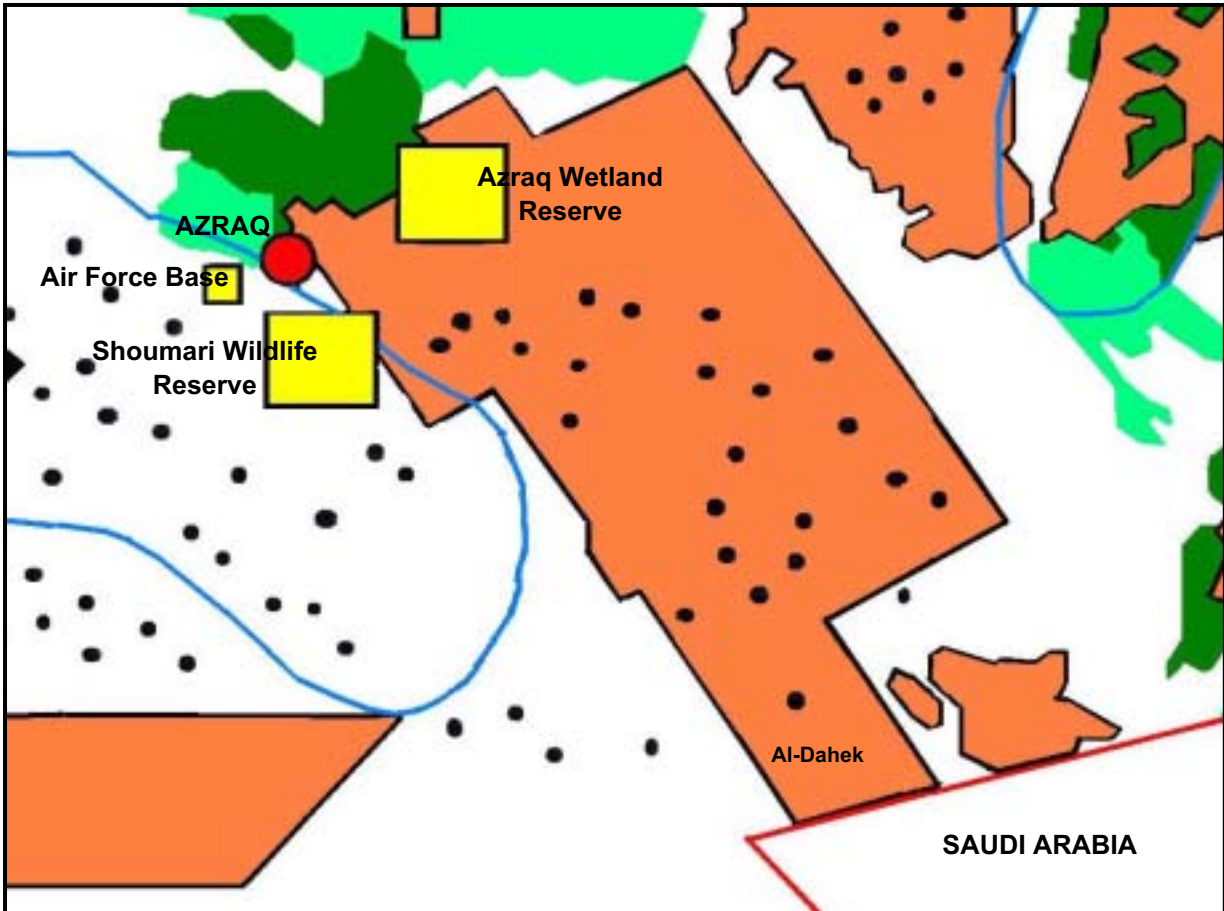 Azraq Wetland
Reserve
AZRAQ
Air Force Base
Shoumari Wildlife
Reserve
Al-Dahek
SAUDI ARABIA